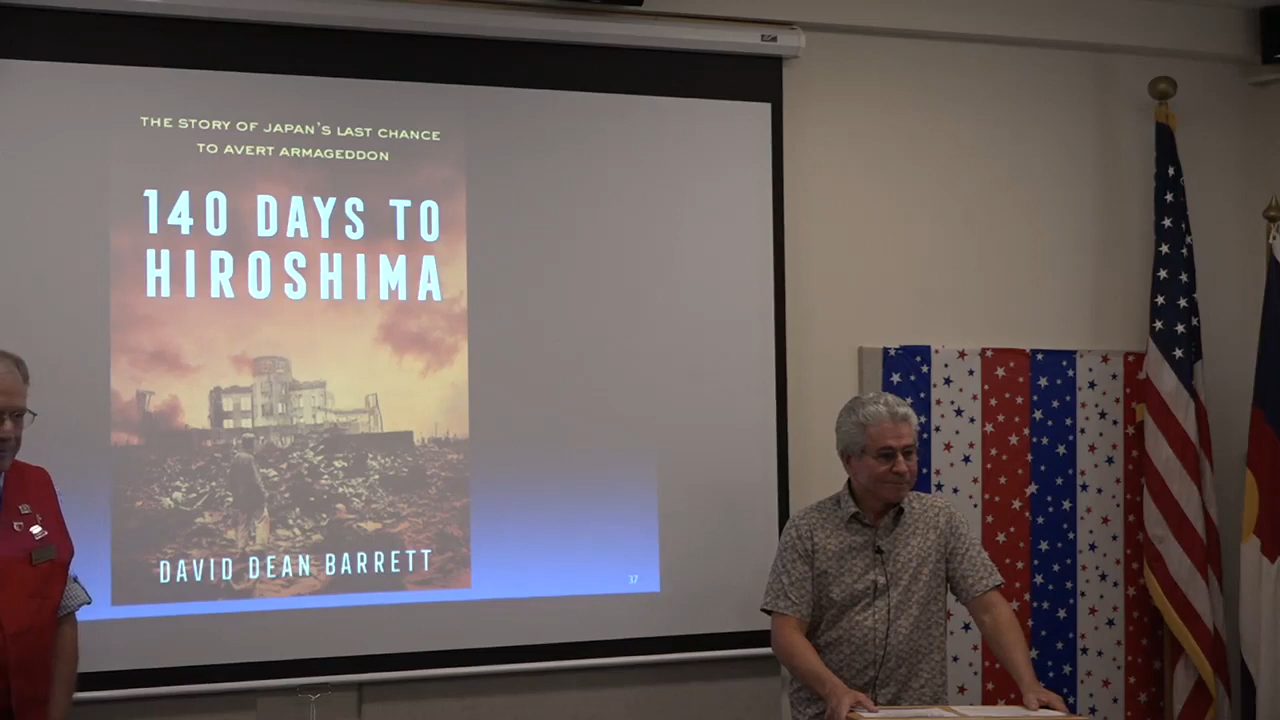 THE STORY OF JAPAN'S LAST CHANCE
TO AVERT ARMAGEDDON
140 DAYS TO
HIROSHIMA
DAVID DEAN BARRETT
37